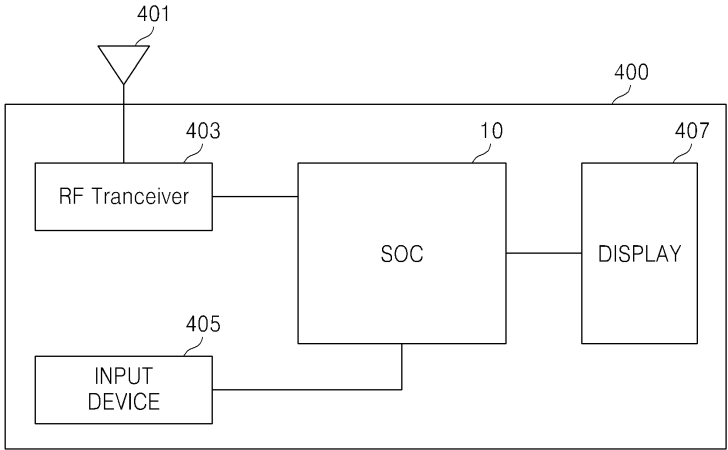 401
400
403
10
407
RF Tranceiver
SOC
DISPLAY
405
INPUT
DEVICE